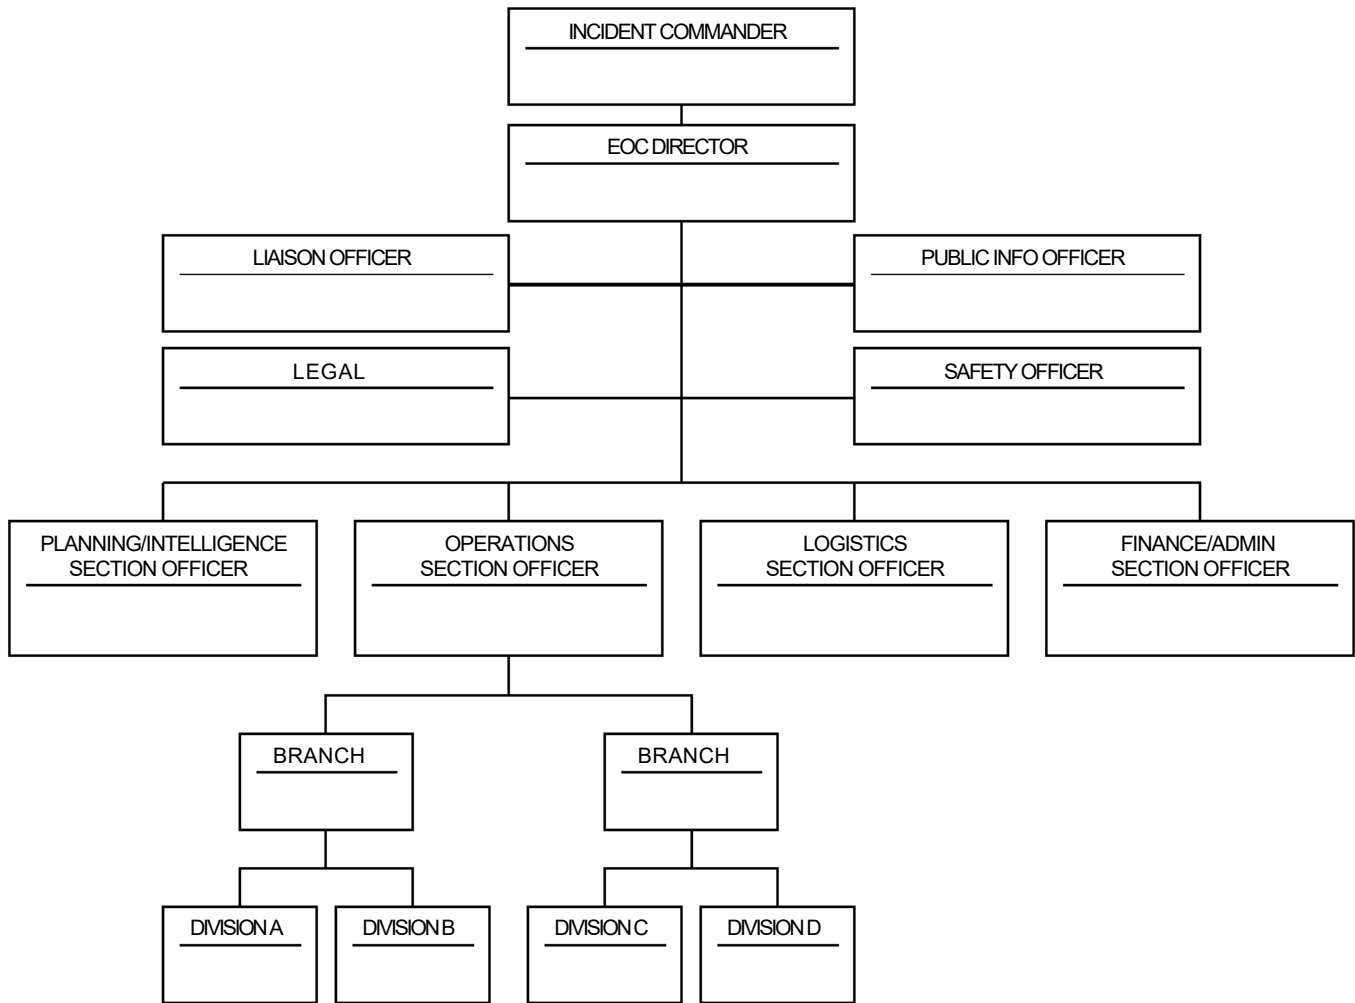 INCIDENT COMMANDER
EOC DIRECTOR
LIAISON OFFICER
PUBLIC INFO OFFICER
LEGAL
SAFETY OFFICER
PLANNING/INTELLIGENCE
SECTION OFFICER
OPERATIONS
SECTION OFFICER
LOGISTICS
SECTION OFFICER
FINANCE/ADMIN
SECTION OFFICER
BRANCH
BRANCH
DIVISION A
DIVISION B
DIVISION C
DIVISION D